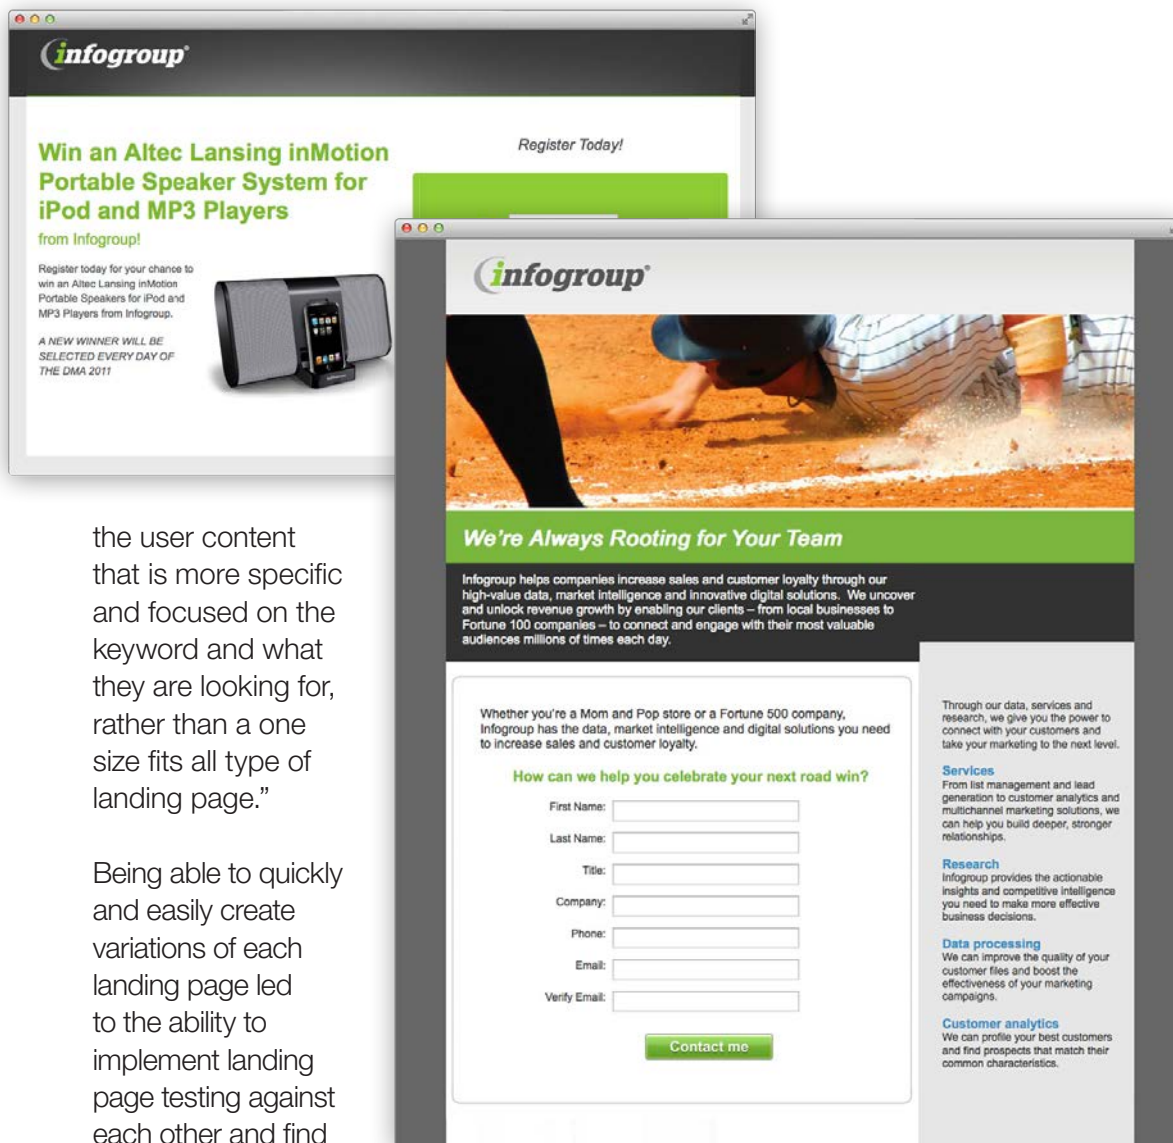 infogroup®
Win an Altec Lansing inMotion
Portable Speaker System for
iPod and MP3 Players
from Infogroup!
Register today for your chance to
win an Altec Lansing inMotion
Portable Speakers for iPod and
MP3 Players from Infogroup.
A NEW WINNER WILL BE
SELECTED EVERY DAY OF
THE DMA 2011
Register Today!
infogroup®
We're Always Rooting for Your Team
Infogroup helps companies increase sales and customer loyalty through our
high-value data, market intelligence and innovative digital solutions.  We uncover
and unlock revenue growth by enabling our clients – from local businesses to
Fortune 100 companies – to connect and engage with their most valuable
audiences millions of times each day.
Whether you're a Mom and Pop store or a Fortune 500 company,
Infogroup has the data, market intelligence and digital solutions you need
to increase sales and customer loyalty.
How can we help you celebrate your next road win?
First Name:
Last Name:
Title:
Company:
Phone:
Email:
Verify Email:
Contact me
Through our data, services and
research, we give you the power to
connect with your customers and
take your marketing to the next level.
Services
From list management and lead
generation to customer analytics and
multichannel marketing solutions, we
can help you build deeper, stronger
relationships.
Research
Infogroup provides the actionable
insights and competitive intelligence
you need to make more effective
business decisions.
Data processing
We can improve the quality of your
customer files and boost the
effectiveness of your marketing
campaigns.
Customer analytics
We can profile your best customers
and find prospects that match their
common characteristics.
the user content
that is more specific
and focused on the
keyword and what
they are looking for,
rather than a one
size fits all type of
landing page.”
Being able to quickly
and easily create
variations of each
landing page led
to the ability to
implement landing
page testing against
each other and find